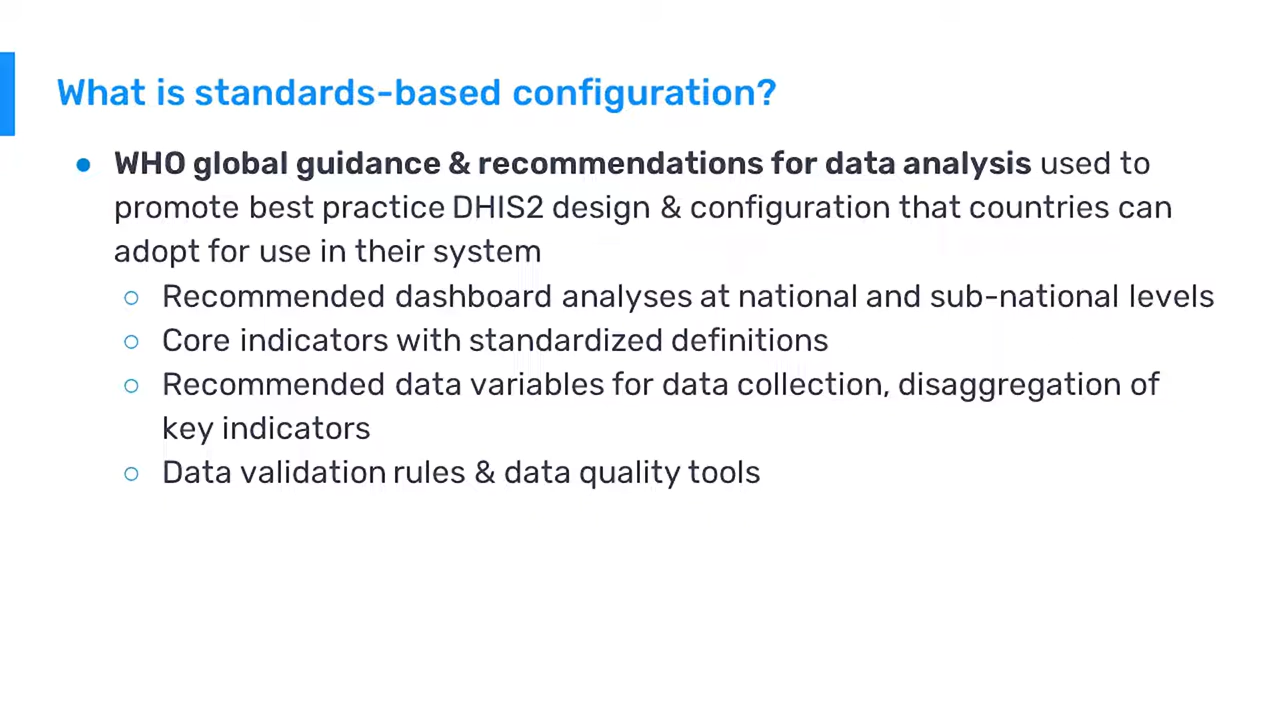 What is standards-based configuration?
● WHO global guidance & recommendations for data analysis used to
promote best practice DHIS2 design & configuration that countries can
adopt for use in their system
○ Recommended dashboard analyses at national and sub-national levels
○ Core indicators with standardized definitions
○ Recommended data variables for data collection, disaggregation of
key indicators
○ Data validation rules & data quality tools